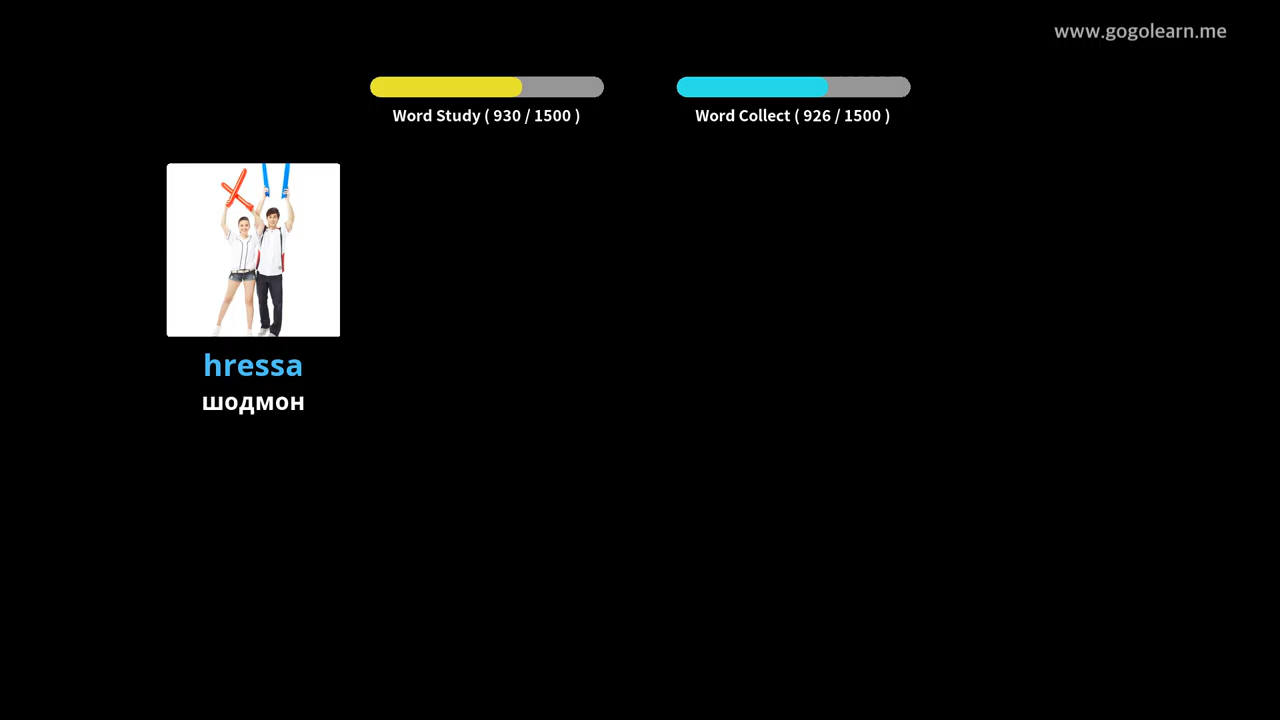 www.gogolearn.me
Word Study ( 930 / 1500 )
Word Collect ( 926 / 1500 )
hressa
шодмон